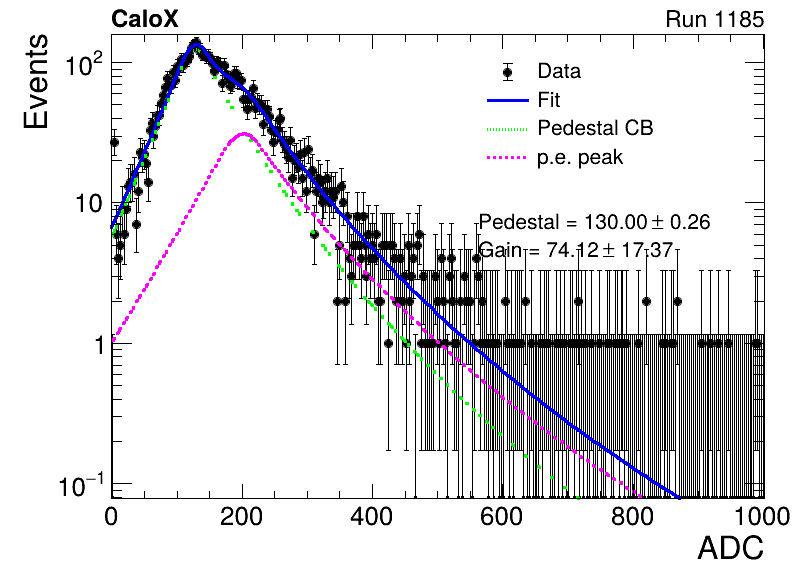 CaloX Run 1185
Events
Data
Fit
Pedestal CB
p.e. peak
Pedestal = 130.00 ± 0.26
Gain = 74.12 ± 17.37
10²
10
1
10⁻¹
0 200 400 600 800 1000
ADC